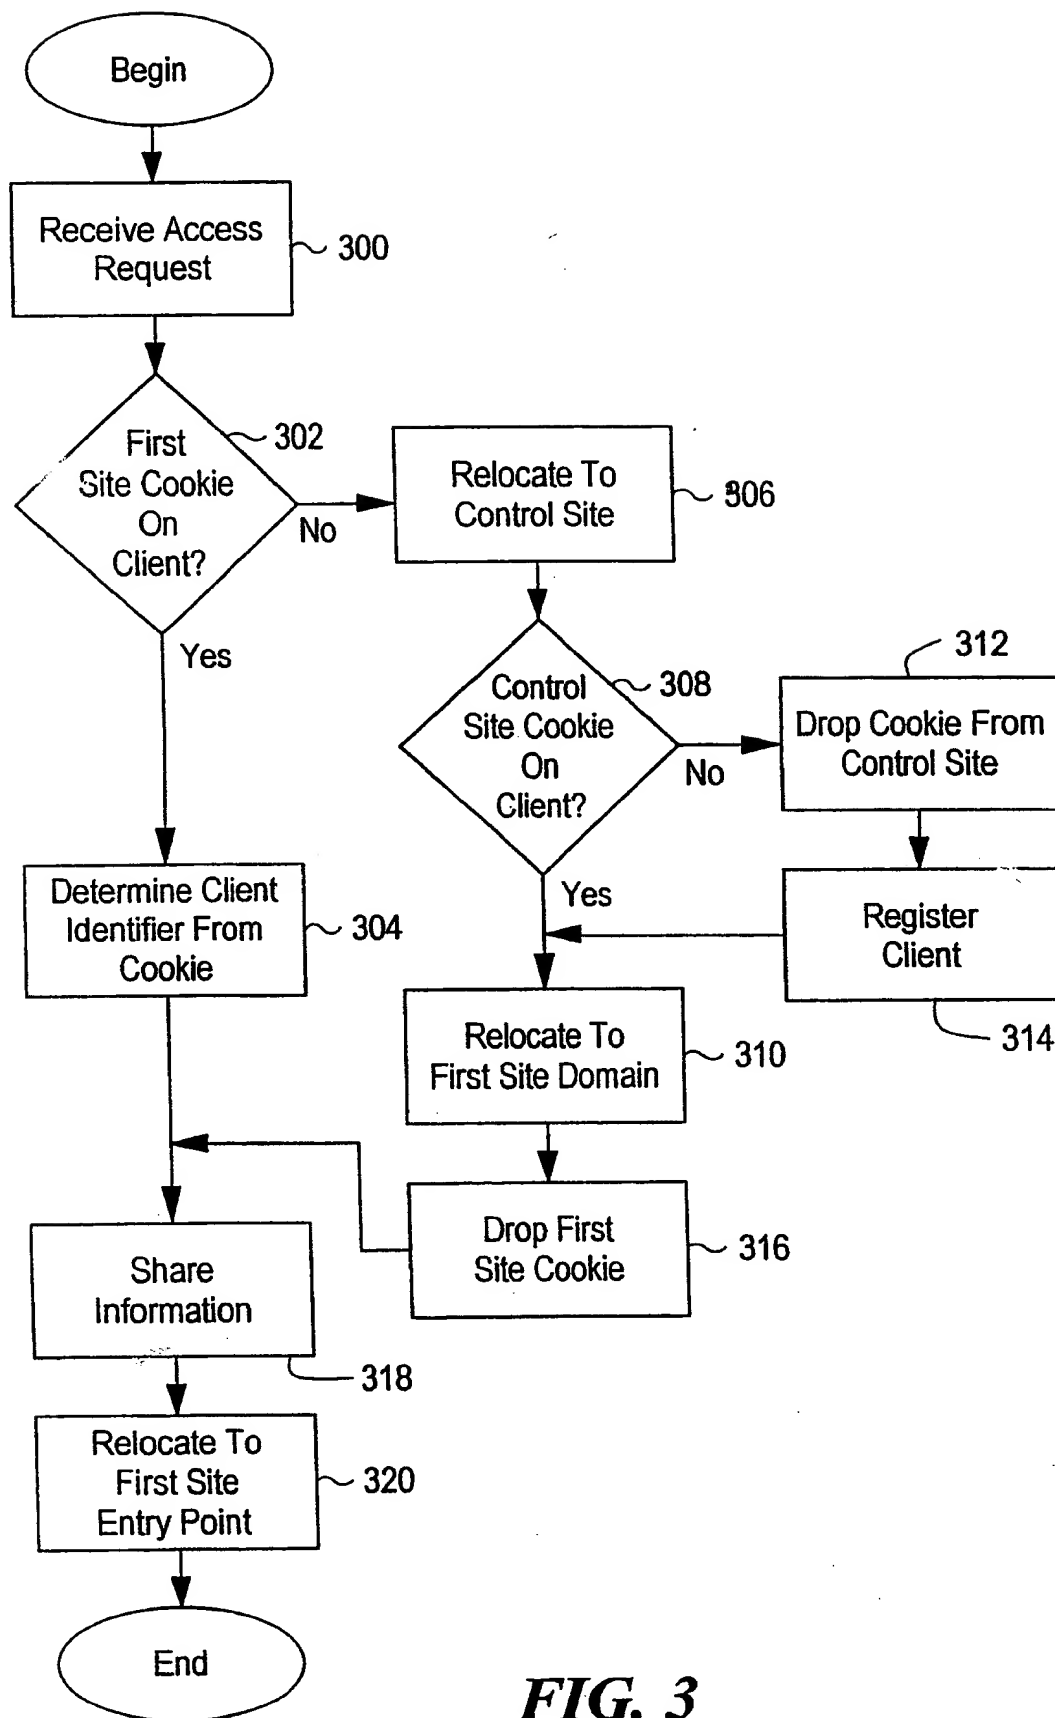 Begin
Receive Access
Request
300
First
Site Cookie
On
Client?
302
No
Yes
Relocate To
Control Site
306
Control
Site Cookie
On
Client?
308
No
Yes
312
Drop Cookie From
Control Site
Register
Client
314
Determine Client
Identifier From
Cookie
304
Relocate To
First Site Domain
310
Drop First
Site Cookie
316
Share
Information
318
Relocate To
First Site
Entry Point
320
End
FIG. 3